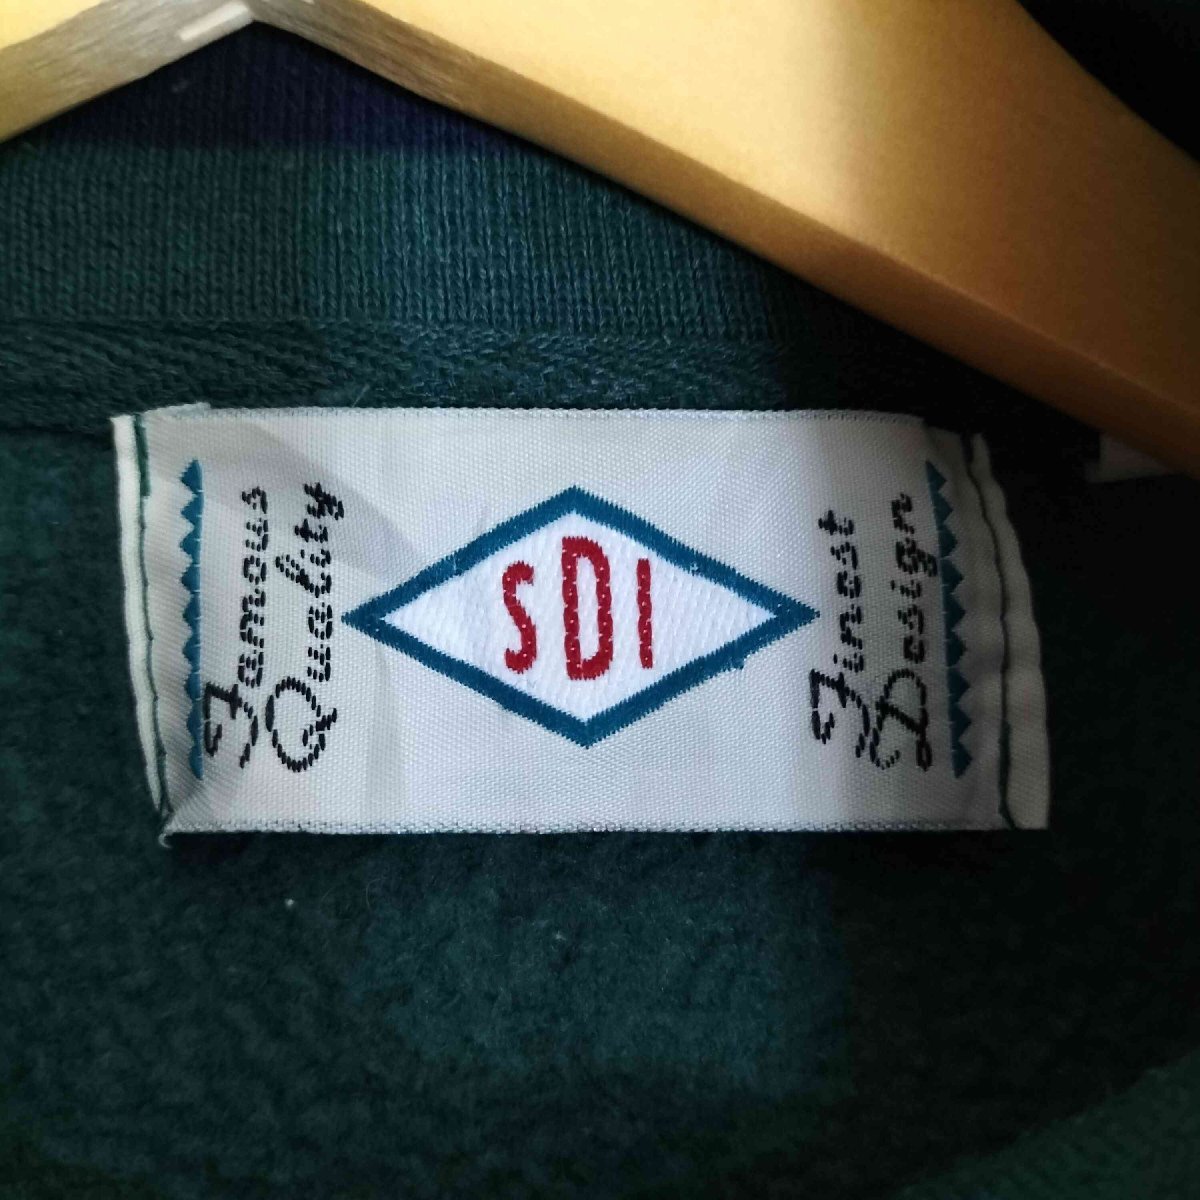 Famous
Quality
SDI
Finest
Design